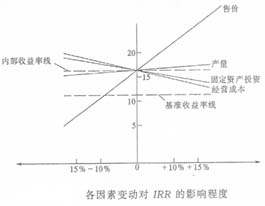 售价
20
内部收益率线
产量
-15
固定资产投资
经营成本
10
基准收益率线
5
15%-10%
0
+10%+15%
各因素变动对 IRR 的影响程度